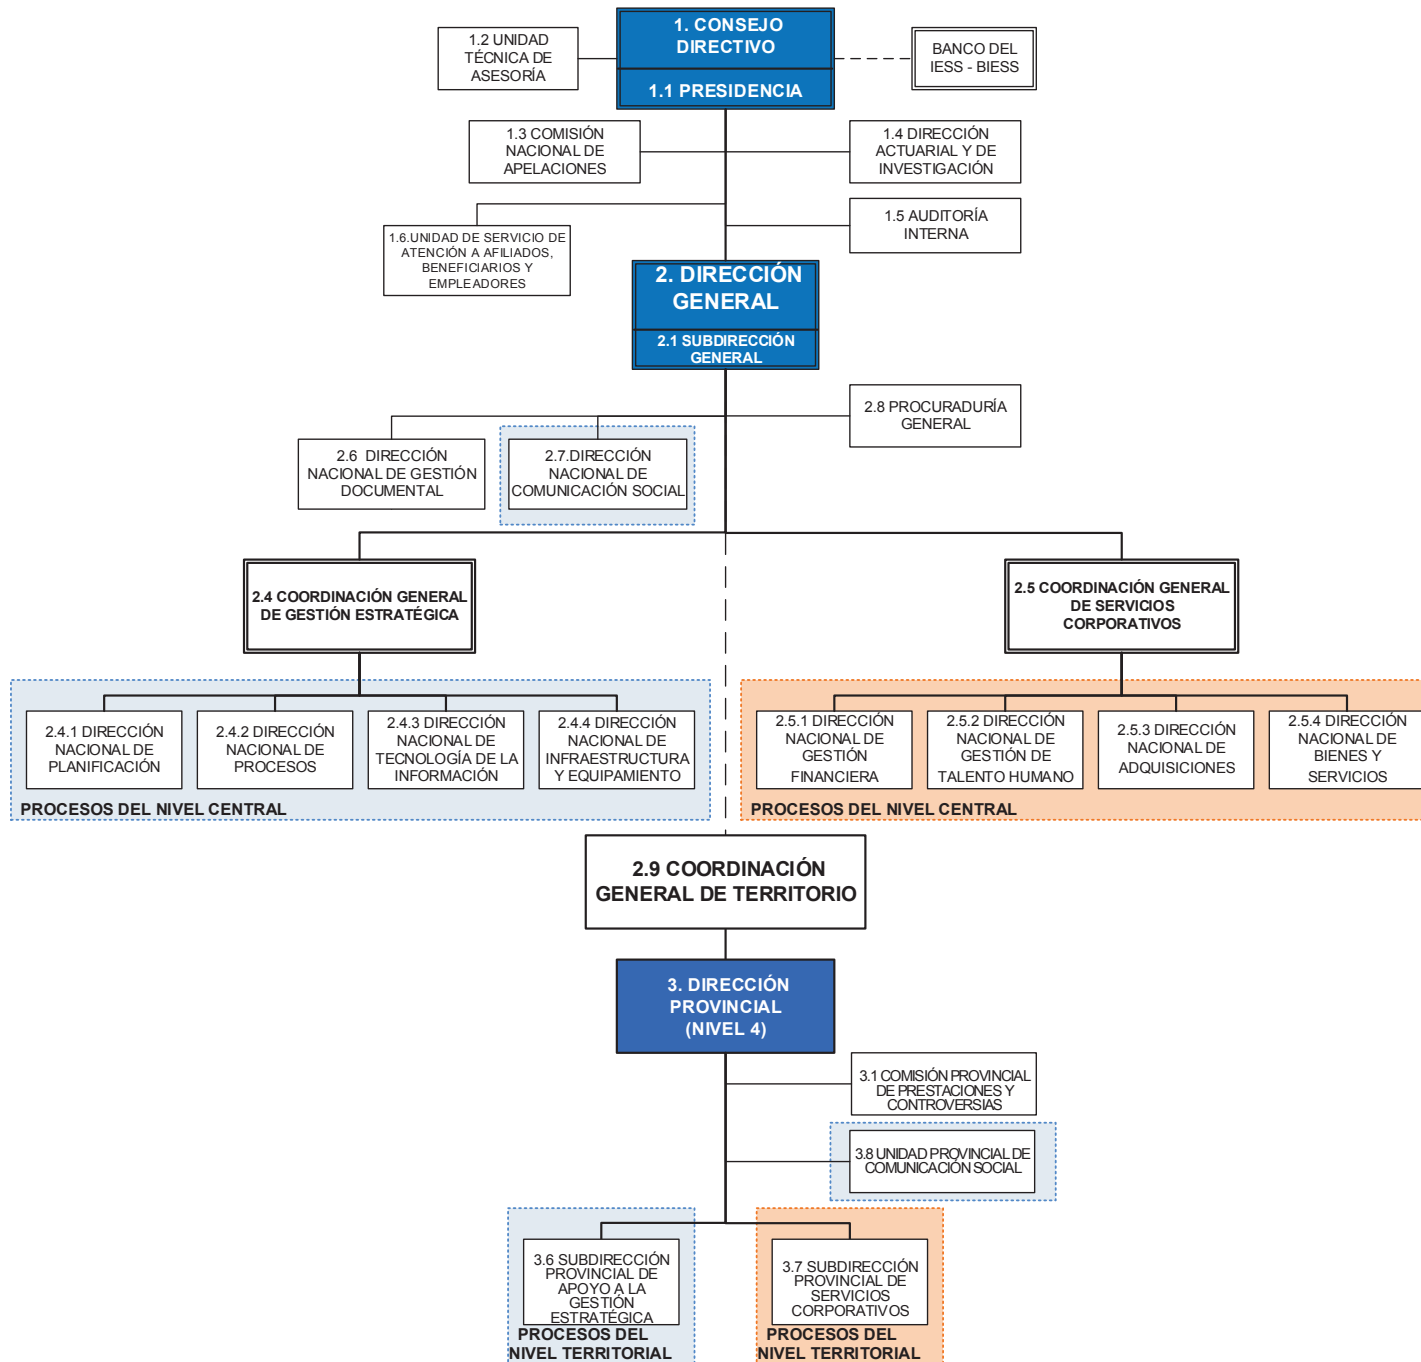 1. CONSEJO
DIRECTIVO
1.1 PRESIDENCIA
1.2 UNIDAD
TÉCNICA DE
ASESORÍA
BANCO DEL
IESS - BIESS
1.3 COMISIÓN
NACIONAL DE
APELACIONES
1.4 DIRECCIÓN
ACTUARIAL Y DE
INVESTIGACIÓN
1.6.UNIDAD DE SERVICIO DE
ATENCIÓN A AFILIADOS,
BENEFICIARIOS Y
EMPLEADORES
1.5 AUDITORÍA
INTERNA
2. DIRECCIÓN
GENERAL
2.1 SUBDIRECCIÓN
GENERAL
2.8 PROCURADURÍA
GENERAL
2.6 DIRECCIÓN
NACIONAL DE GESTIÓN
DOCUMENTAL
2.7.DIRECCIÓN
NACIONAL DE
COMUNICACIÓN SOCIAL
2.4 COORDINACIÓN GENERAL
DE GESTIÓN ESTRATÉGICA
2.5 COORDINACIÓN GENERAL
DE SERVICIOS
CORPORATIVOS
2.4.1 DIRECCIÓN
NACIONAL DE
PLANIFICACIÓN
2.4.2 DIRECCIÓN
NACIONAL DE
PROCESOS
2.4.3 DIRECCIÓN
NACIONAL DE
TECNOLOGÍA DE LA
INFORMACIÓN
2.4.4 DIRECCIÓN
NACIONAL DE
INFRAESTRUCTURA
Y EQUIPAMIENTO
PROCESOS DEL NIVEL CENTRAL
2.5.1 DIRECCIÓN
NACIONAL DE
GESTIÓN
FINANCIERA
2.5.2 DIRECCIÓN
NACIONAL DE
GESTIÓN DE
TALENTO HUMANO
2.5.3 DIRECCIÓN
NACIONAL DE
ADQUISICIONES
2.5.4 DIRECCIÓN
NACIONAL DE
BIENES Y
SERVICIOS
PROCESOS DEL NIVEL CENTRAL
2.9 COORDINACIÓN
GENERAL DE TERRITORIO
3. DIRECCIÓN
PROVINCIAL
(NIVEL 4)
3.1 COMISIÓN PROVINCIAL
DE PRESTACIONES Y
CONTROVERSIAS
3.8 UNIDAD PROVINCIAL DE
COMUNICACIÓN SOCIAL
3.6 SUBDIRECCIÓN
PROVINCIAL DE
APOYO A LA
GESTIÓN
ESTRATÉGICA
PROCESOS DEL
NIVEL TERRITORIAL
3.7 SUBDIRECCIÓN
PROVINCIAL DE
SERVICIOS
CORPORATIVOS
PROCESOS DEL
NIVEL TERRITORIAL